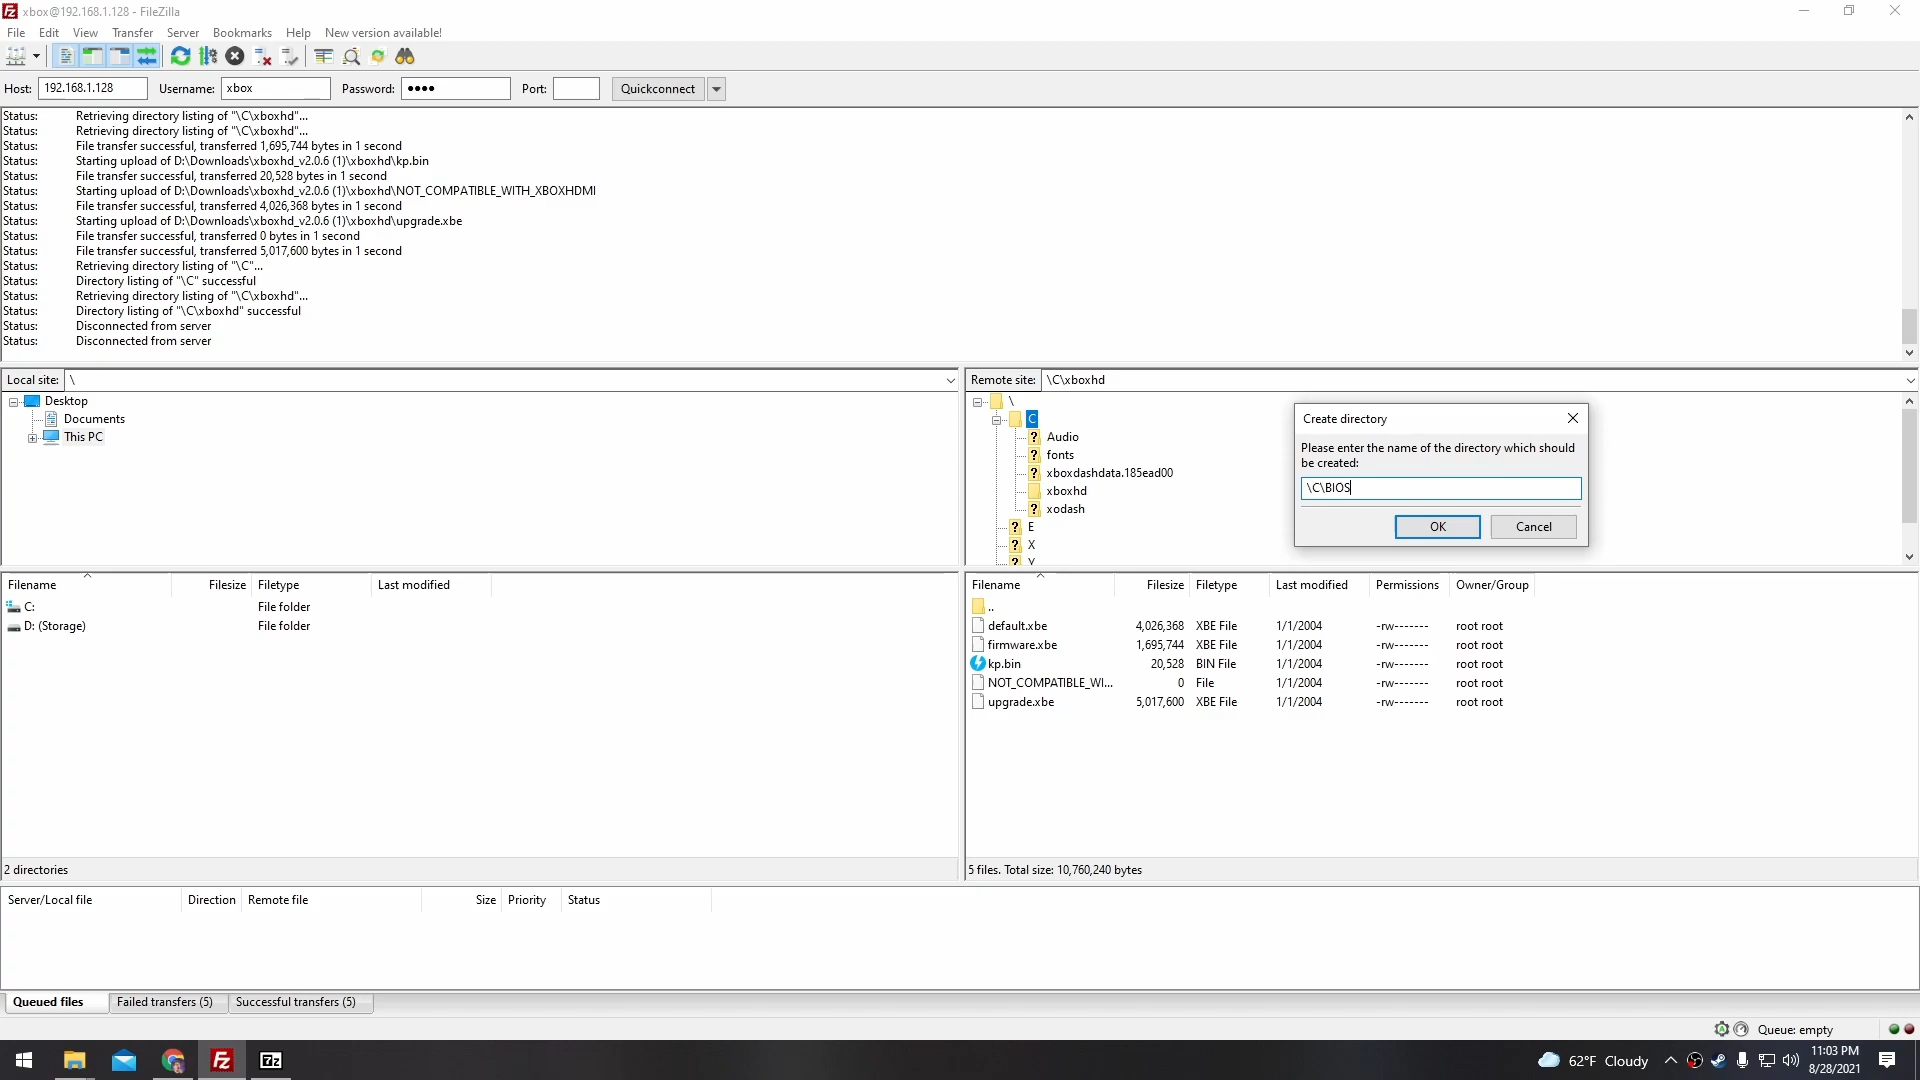 xbox@192.168.1.128 - FileZilla
File Edit View Transfer Server Bookmarks Help New version available!
Host: 192.168.1.128 Username: xbox Password: ●●●● Port: Quickconnect
Status: Retrieving directory listing of "\C\xboxhd"...
Status: Retrieving directory listing of "\C\xboxhd"...
Status: File transfer successful, transferred 1,695,744 bytes in 1 second
Status: Starting upload of D:\Downloads\xboxhd_v2.0.6 (1)\xboxhd\kp.bin
Status: File transfer successful, transferred 20,528 bytes in 1 second
Status: Starting upload of D:\Downloads\xboxhd_v2.0.6 (1)\xboxhd\NOT_COMPATIBLE_WITH_XBOXHDMI
Status: File transfer successful, transferred 4,026,368 bytes in 1 second
Status: Starting upload of D:\Downloads\xboxhd_v2.0.6 (1)\xboxhd\upgrade.xbe
Status: File transfer successful, transferred 0 bytes in 1 second
Status: File transfer successful, transferred 5,017,600 bytes in 1 second
Status: Retrieving directory listing of "\C"...
Status: Directory listing of "\C" successful
Status: Retrieving directory listing of "\C\xboxhd"...
Status: Directory listing of "\C\xboxhd" successful
Status: Disconnected from server
Status: Disconnected from server
Local site: \
Desktop
Documents
This PC
Filename Filesize Filetype Last modified
C: File folder
D: (Storage) File folder
2 directories
Remote site: \C\xboxhd
\
C
Audio
fonts
xboxdashdata.185ead00
xboxhd
xodash
E
X
Y
Create directory
Please enter the name of the directory which should
be created:
\C\BIOS
OK Cancel
Filename Filesize Filetype Last modified Permissions Owner/Group
..
default.xbe 4,026,368 XBE File 1/1/2004 -rw------- root root
firmware.xbe 1,695,744 XBE File 1/1/2004 -rw------- root root
kp.bin 20,528 BIN File 1/1/2004 -rw------- root root
NOT_COMPATIBLE_WI... 0 File 1/1/2004 -rw------- root root
upgrade.xbe 5,017,600 XBE File 1/1/2004 -rw------- root root
5 files. Total size: 10,760,240 bytes
Server/Local file Direction Remote file Size Priority Status
Queued files Failed transfers (5) Successful transfers (5)
Queue: empty
Fz 7z 62°F Cloudy 11:03 PM
8/28/2021